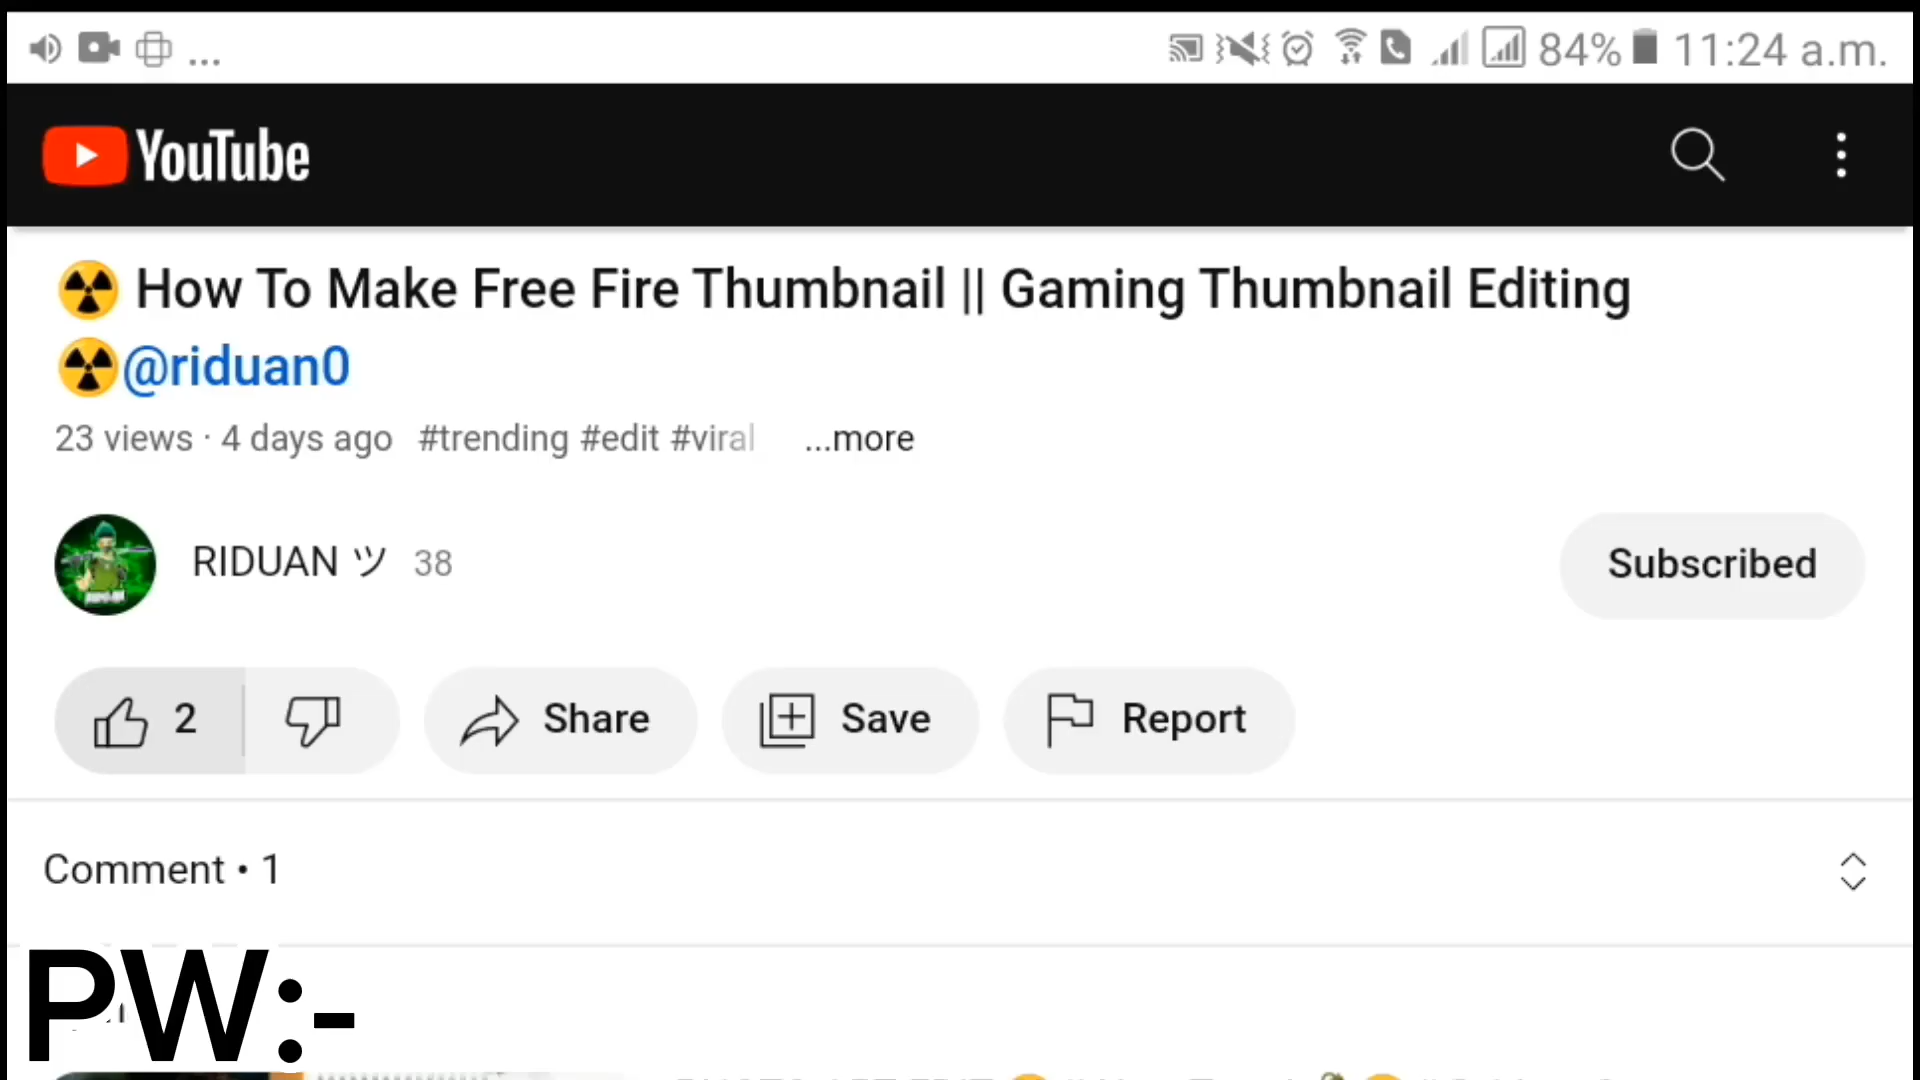 ... 84% 11:24 a.m.
YouTube
☢️ How To Make Free Fire Thumbnail || Gaming Thumbnail Editing
☢️@riduan0
23 views · 4 days ago #trending #edit #viral ...more
RIDUAN ツ 38
Subscribed
2 Share Save Report
Comment • 1
PW:-